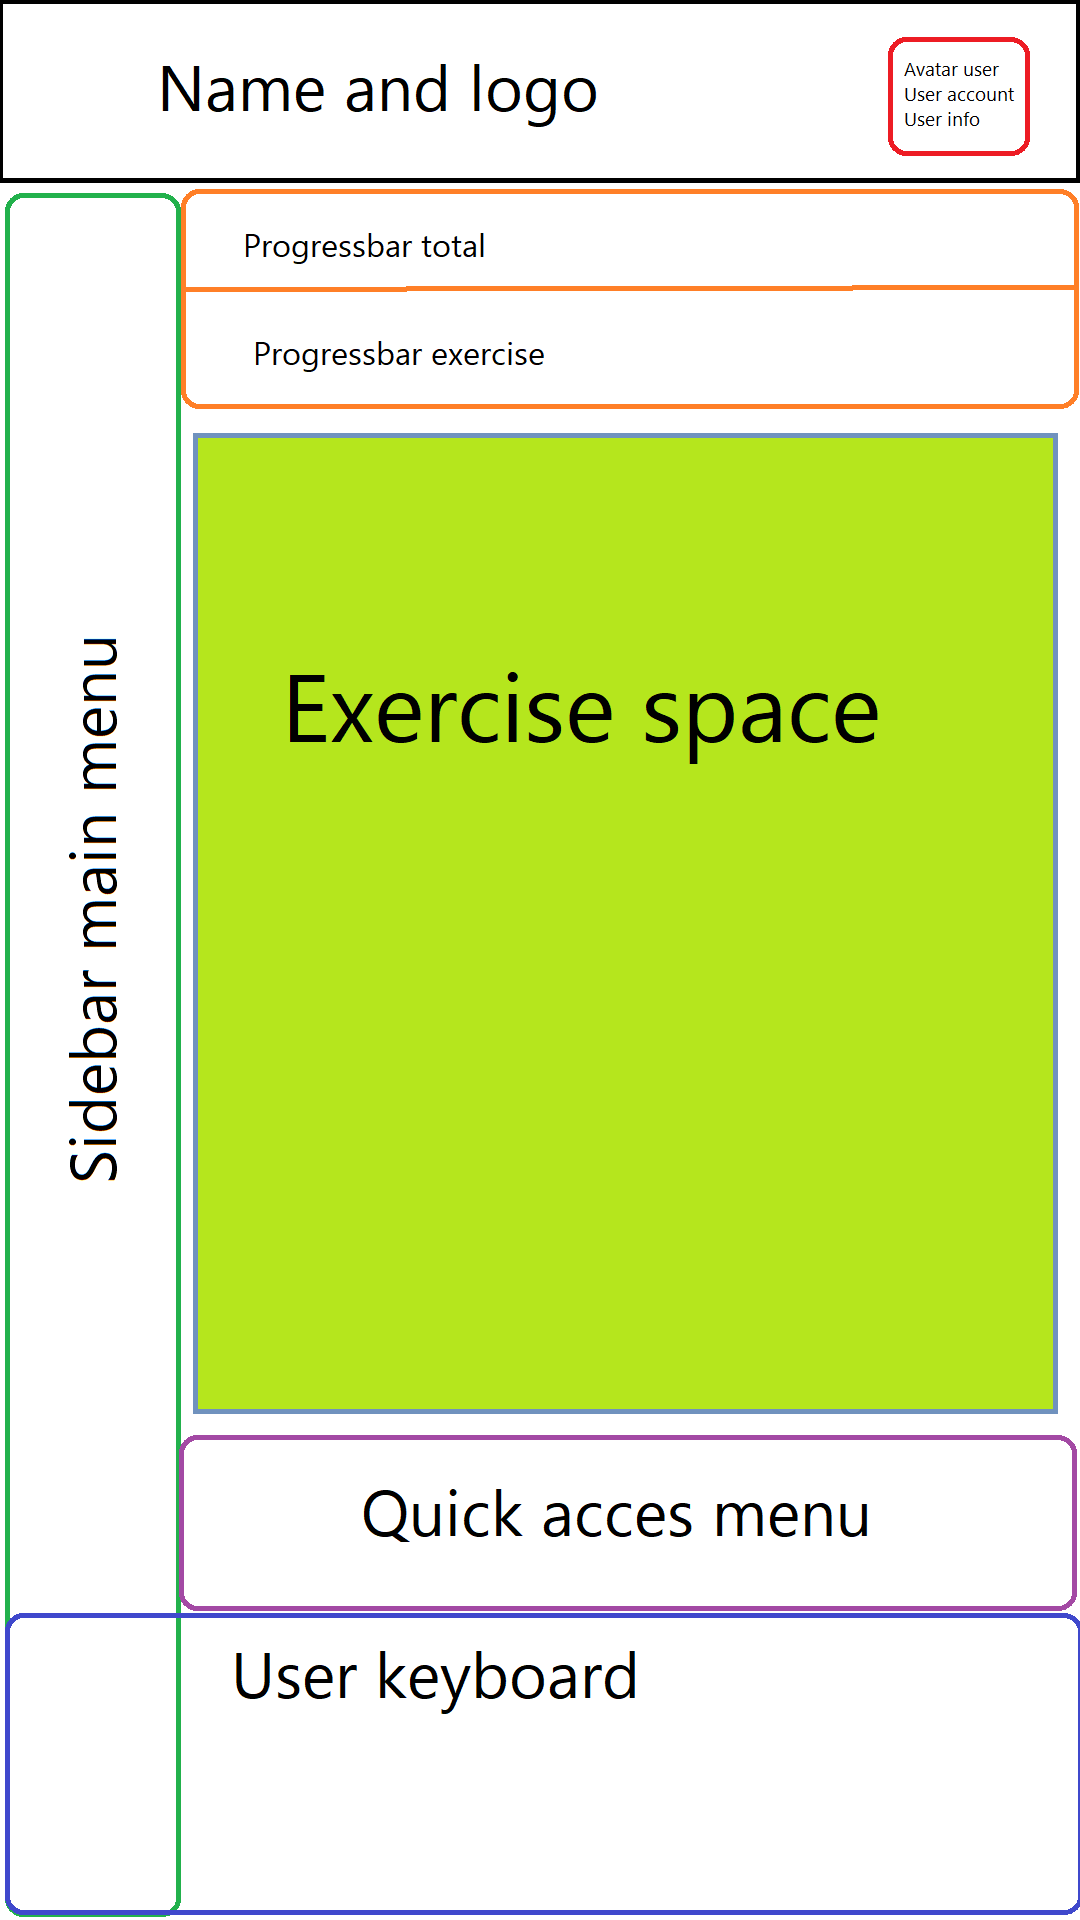 Name and logo
Avatar user
User account
User info
Progressbar total
Progressbar exercise
Sidebar main menu
Exercise space
Quick acces menu
User keyboard